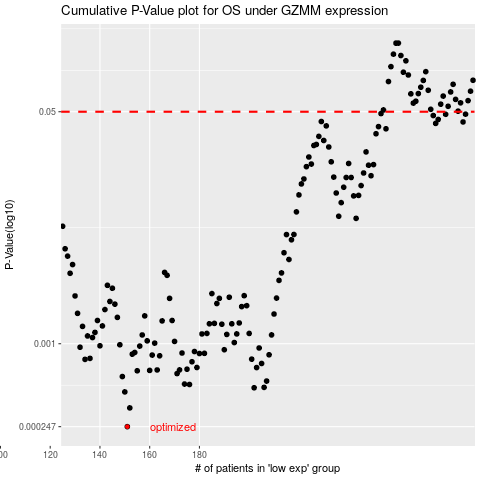 Cumulative P-Value plot for OS under GZMM expression
P-Value(log10)
0.05
0.001
0.000247
optimized
00 120 140 160 180
# of patients in 'low exp' group